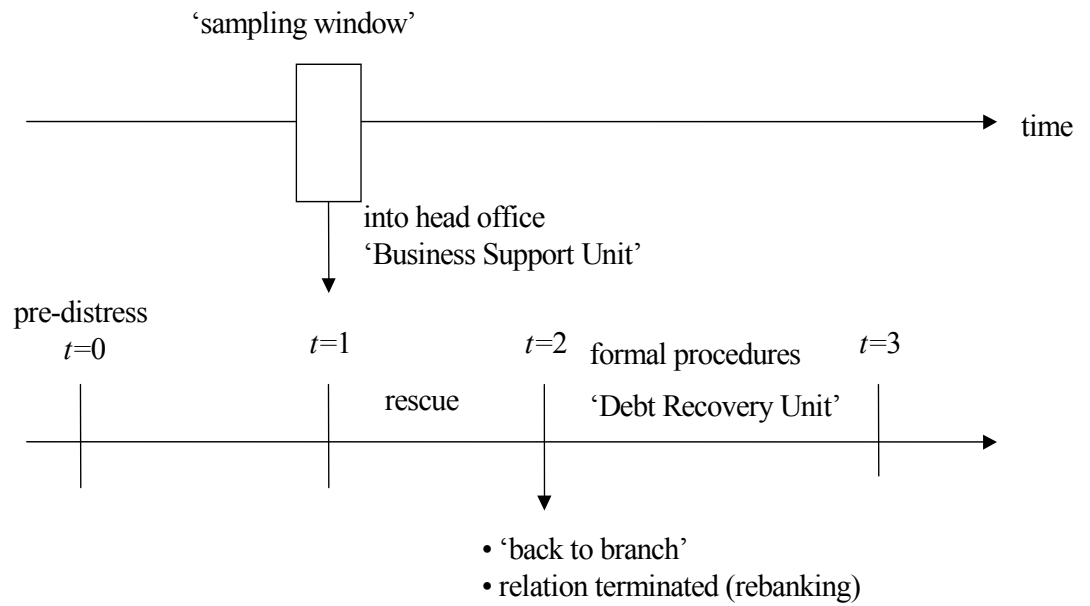 ‘sampling window’
time
into head office
‘Business Support Unit’
pre-distress
t=0
t=1
t=2
formal procedures
t=3
rescue
‘Debt Recovery Unit’
• ‘back to branch’
• relation terminated (rebanking)